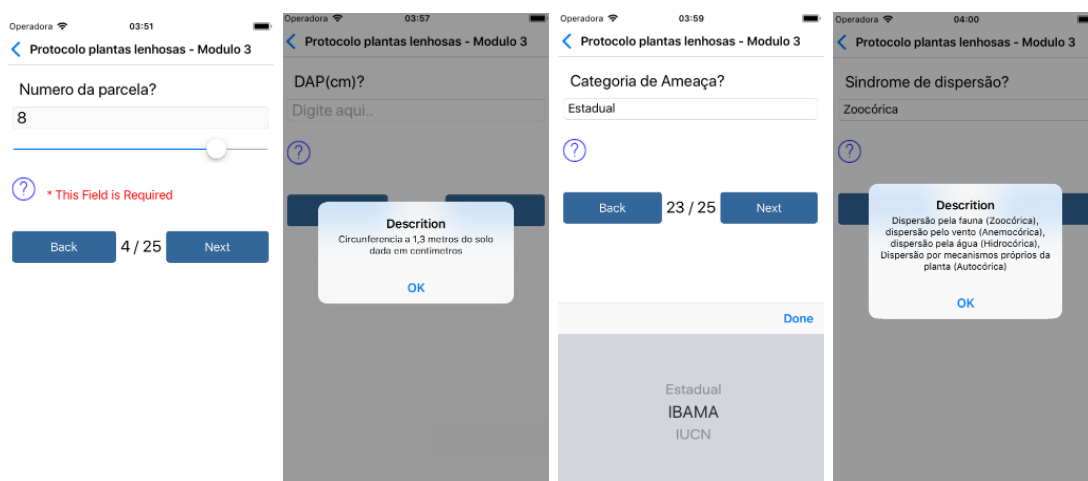 Operadora 03:51
Protocolo plantas lenhosas - Modulo 3
Numero da parcela?
8
?
* This Field is Required
Back 4 / 25 Next
Operadora 03:57
Protocolo plantas lenhosas - Modulo 3
DAP(cm)?
Digite aqui..
?
Descrition
Circunferencia a 1,3 metros do solo
dada em centimetros
OK
Operadora 03:59
Protocolo plantas lenhosas - Modulo 3
Categoria de Ameaça?
Estadual
?
Back 23 / 25 Next
Done
Estadual
IBAMA
IUCN
Operadora 04:00
Protocolo plantas lenhosas - Modulo 3
Sindrome de dispersão?
Zoocórica
?
Descrition
Dispersão pela fauna (Zoocórica),
dispersão pelo vento (Anemocórica),
dispersão pela água (Hidrocórica),
Dispersão por mecanismos próprios da
planta (Autocórica)
OK